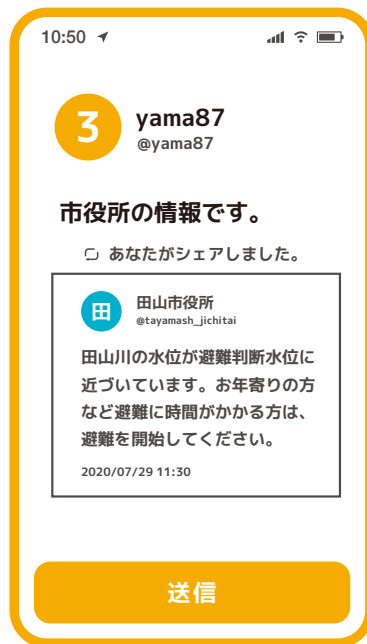 10:50
3
yama87
@yama87
市役所の情報です。
あなたがシェアしました。
田
田山市役所
@tayamash_jichitai
田山川の水位が避難判断水位に
近づいています。お年寄りの方
など避難に時間がかかる方は、
避難を開始してください。
2020/07/29 11:30
送信